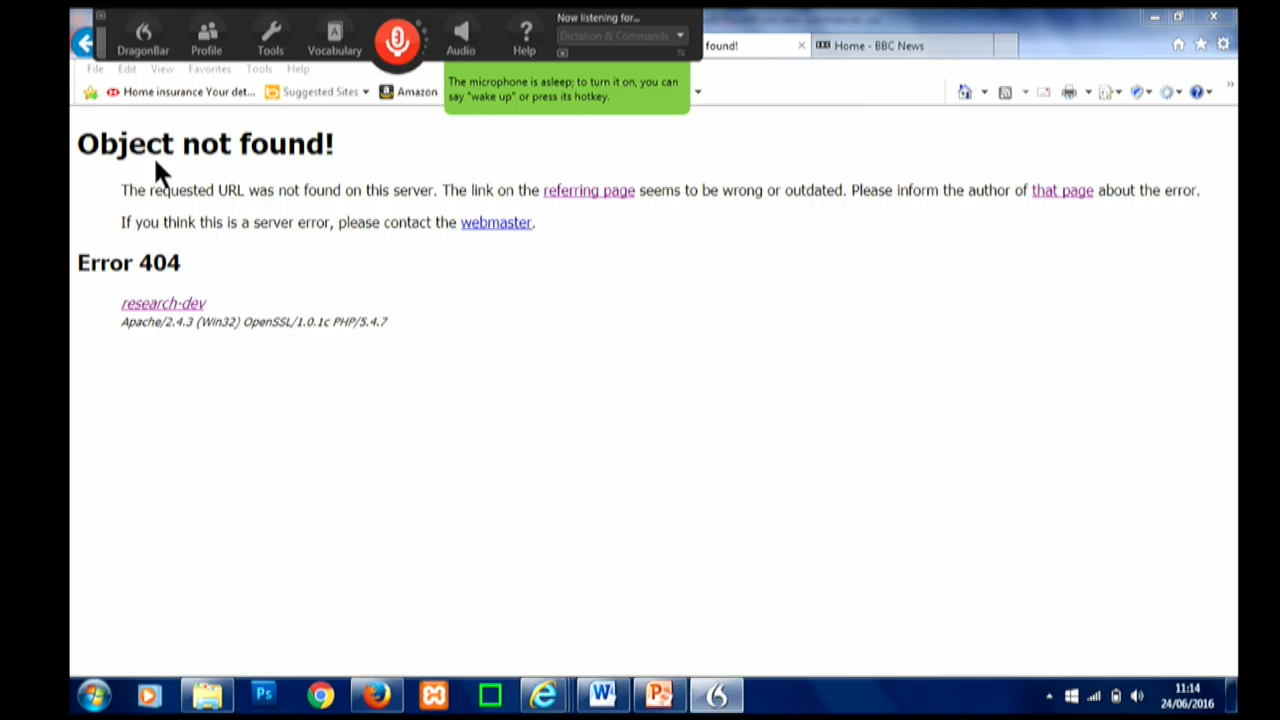 DragonBar
Profile
Tools
Vocabulary
Audio
Help
Now listening for...
Dictation & Commands
found!
Home - BBC News
File Edit View Favorites Tools Help
The microphone is asleep; to turn it on, you can
say "wake up" or press its hotkey.
Home insurance Your det...
Suggested Sites
Amazon
Object not found!
The requested URL was not found on this server. The link on the referring page seems to be wrong or outdated. Please inform the author of that page about the error.
If you think this is a server error, please contact the webmaster.
Error 404
research-dev
Apache/2.4.3 (Win32) OpenSSL/1.0.1c PHP/5.4.7
Ps
11:14
24/06/2016